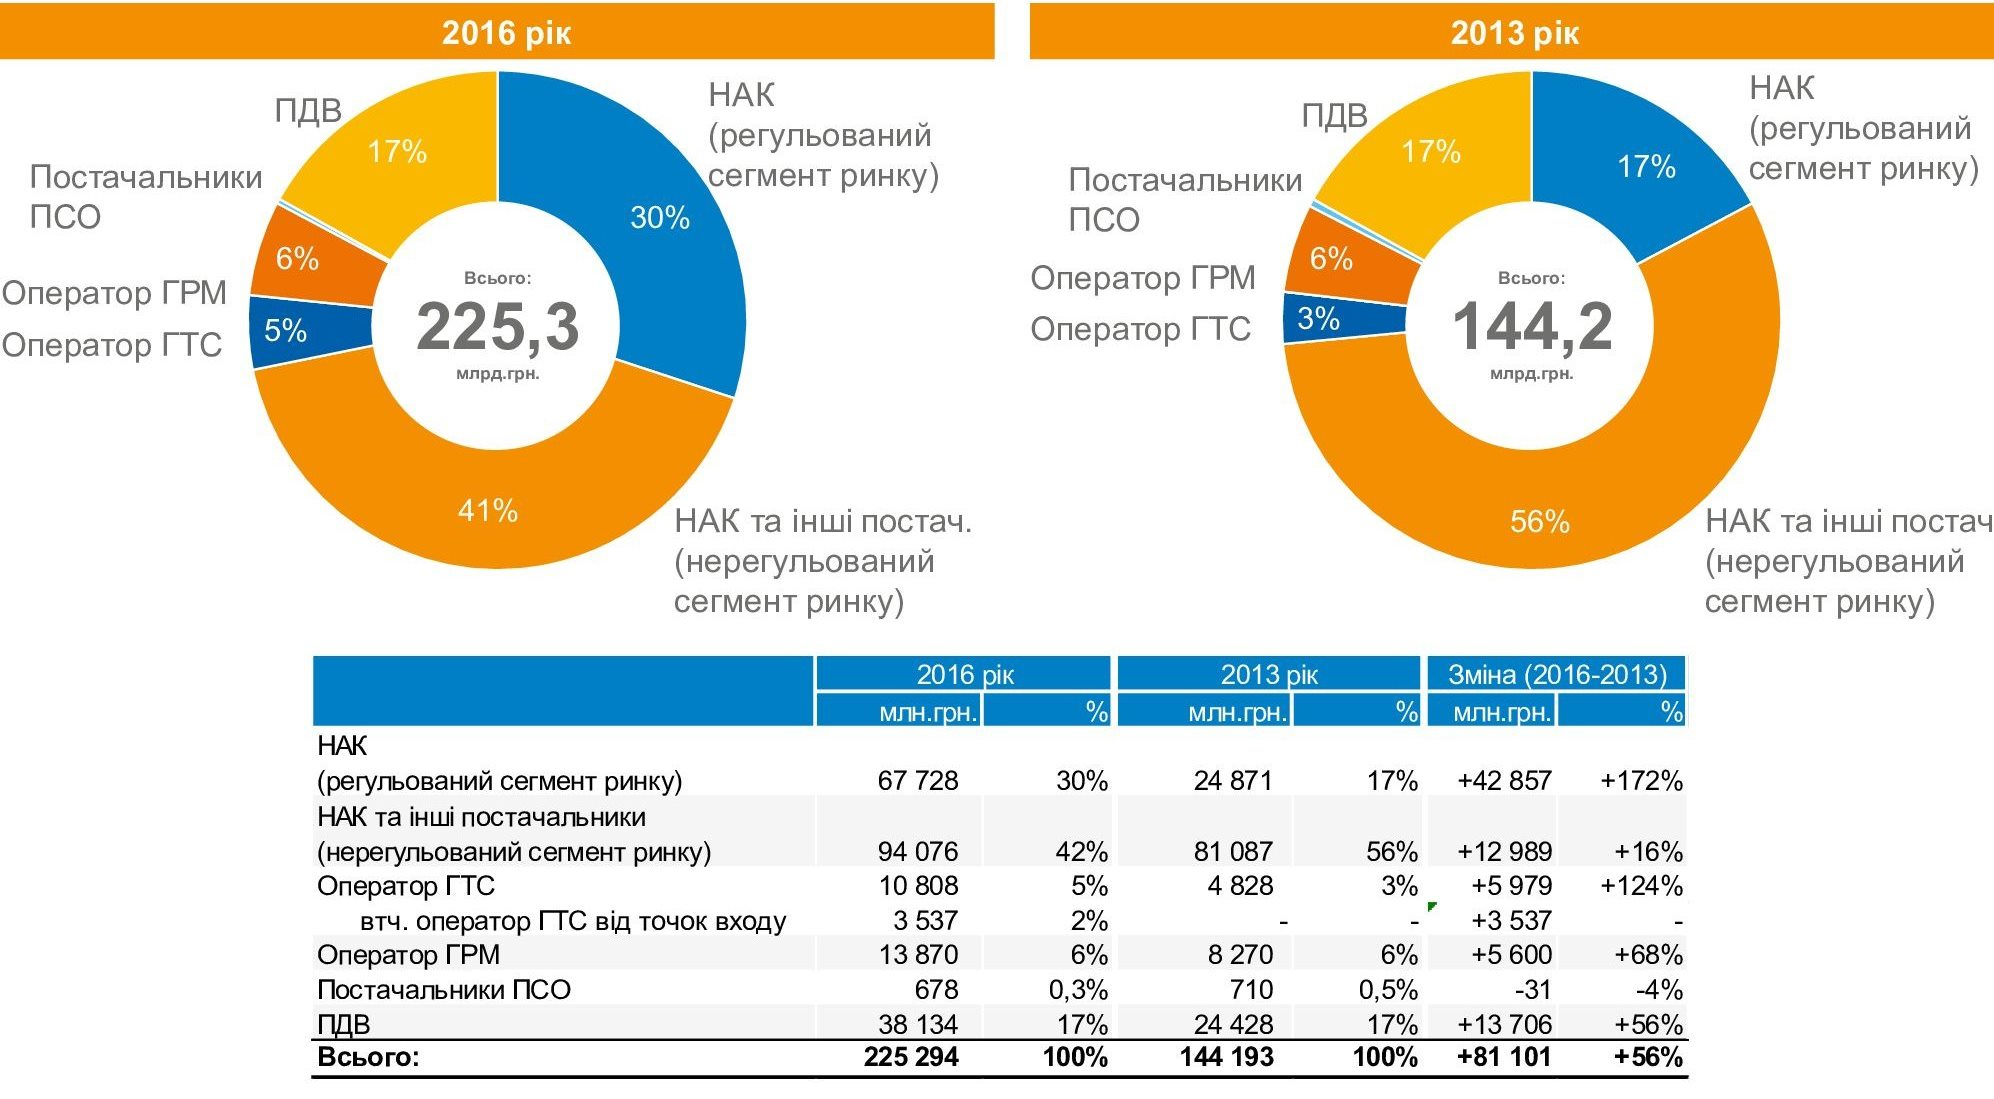 2016 рік
ПДВ
17%
НАК
(регульований
сегмент ринку)
30%
Постачальники
ПСО
6%
Оператор ГРМ
5%
Оператор ГТС
Всього:
225,3
млрд.грн.
41%
НАК та інші постач.
(нерегульований
сегмент ринку)
2013 рік
ПДВ
17%
НАК
(регульований
сегмент ринку)
17%
Постачальники
ПСО
6%
Оператор ГРМ
3%
Оператор ГТС
Всього:
144,2
млрд.грн.
56%
НАК та інші постач
(нерегульований
сегмент ринку)
2016 рік 2013 рік Зміна (2016-2013)
млн.грн. % млн.грн. % млн.грн. %
НАК
(регульований сегмент ринку) 67 728 30% 24 871 17% +42 857 +172%
НАК та інші постачальники
(нерегульований сегмент ринку) 94 076 42% 81 087 56% +12 989 +16%
Оператор ГТС 10 808 5% 4 828 3% +5 979 +124%
втч. оператор ГТС від точок входу 3 537 2% - - +3 537 -
Оператор ГРМ 13 870 6% 8 270 6% +5 600 +68%
Постачальники ПСО 678 0,3% 710 0,5% -31 -4%
ПДВ 38 134 17% 24 428 17% +13 706 +56%
Всього: 225 294 100% 144 193 100% +81 101 +56%